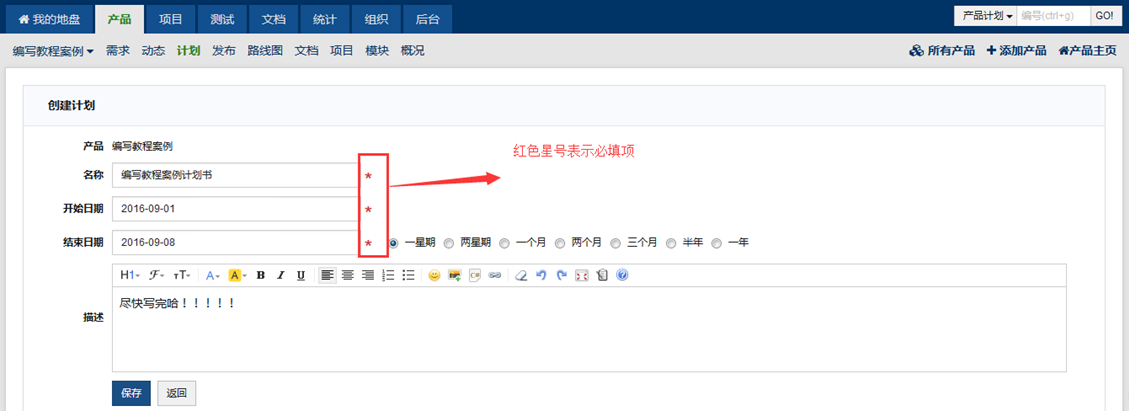 我的地盘 产品 项目 测试 文档 统计 组织 后台 产品计划 编号(ctrl+g) GO!
编写教程案例 需求 动态 计划 发布 路线图 文档 项目 模块 概况 所有产品 添加产品 产品主页
创建计划
产品 编写教程案例
红色星号表示必填项
名称 编写教程案例计划书 *
开始日期 2016-09-01 *
结束日期 2016-09-08 * 一星期 两星期 一个月 两个月 三个月 半年 一年
H1 F TT A A B I U
描述 尽快写完哈！！！！！
保存 返回